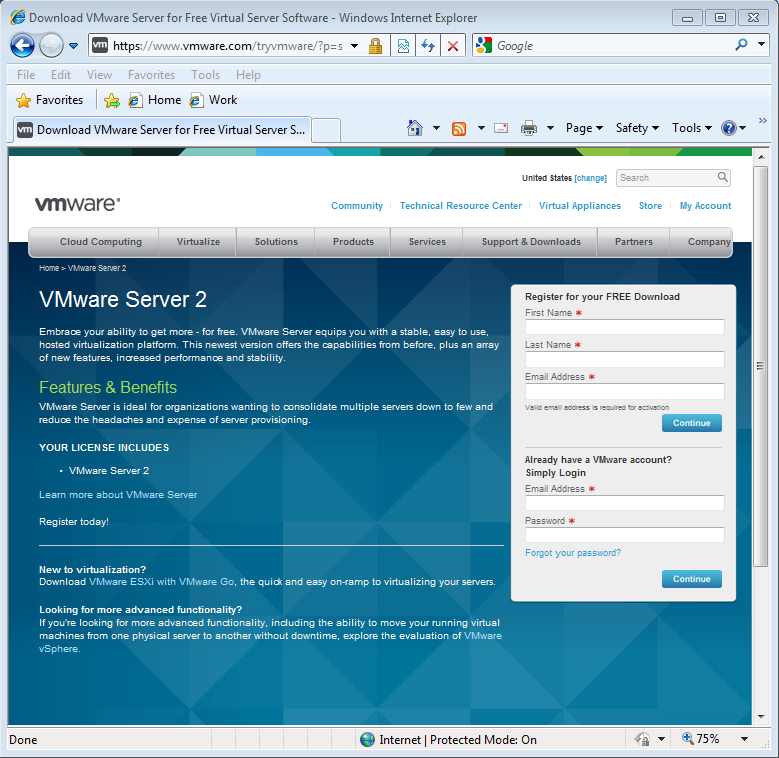 Download VMware Server for Free Virtual Server Software - Windows Internet Explorer
vm https://www.vmware.com/tryvmware/?p=s Google
File Edit View Favorites Tools Help
Favorites Home Work
vm Download VMware Server for Free Virtual Server S... Page Safety Tools
United States [change] Search
vmware
Community Technical Resource Center Virtual Appliances Store My Account
Cloud Computing Virtualize Solutions Products Services Support & Downloads Partners Company
Home > VMware Server 2
VMware Server 2
Embrace your ability to get more - for free. VMware Server equips you with a stable, easy to use,
hosted virtualization platform. This newest version offers the capabilities from before, plus an array
of new features, increased performance and stability.
Features & Benefits
VMware Server is ideal for organizations wanting to consolidate multiple servers down to few and
reduce the headaches and expense of server provisioning.
YOUR LICENSE INCLUDES
• VMware Server 2
Learn more about VMware Server
Register today!
New to virtualization?
Download VMware ESXi with VMware Go, the quick and easy on-ramp to virtualizing your servers.
Looking for more advanced functionality?
If you're looking for more advanced functionality, including the ability to move your running virtual
machines from one physical server to another without downtime, explore the evaluation of VMware
vSphere.
Register for your FREE Download
First Name *
Last Name *
Email Address *
Valid email address is required for activation
Continue
Already have a VMware account?
Simply Login
Email Address *
Password *
Forgot your password?
Continue
Done Internet | Protected Mode: On 75%